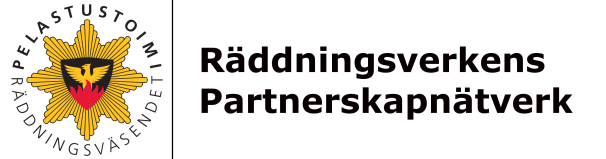 PELASTUSTOIMI
RÄDDNINGSVÄSENDET
Räddningsverkens
Partnerskapnätverk